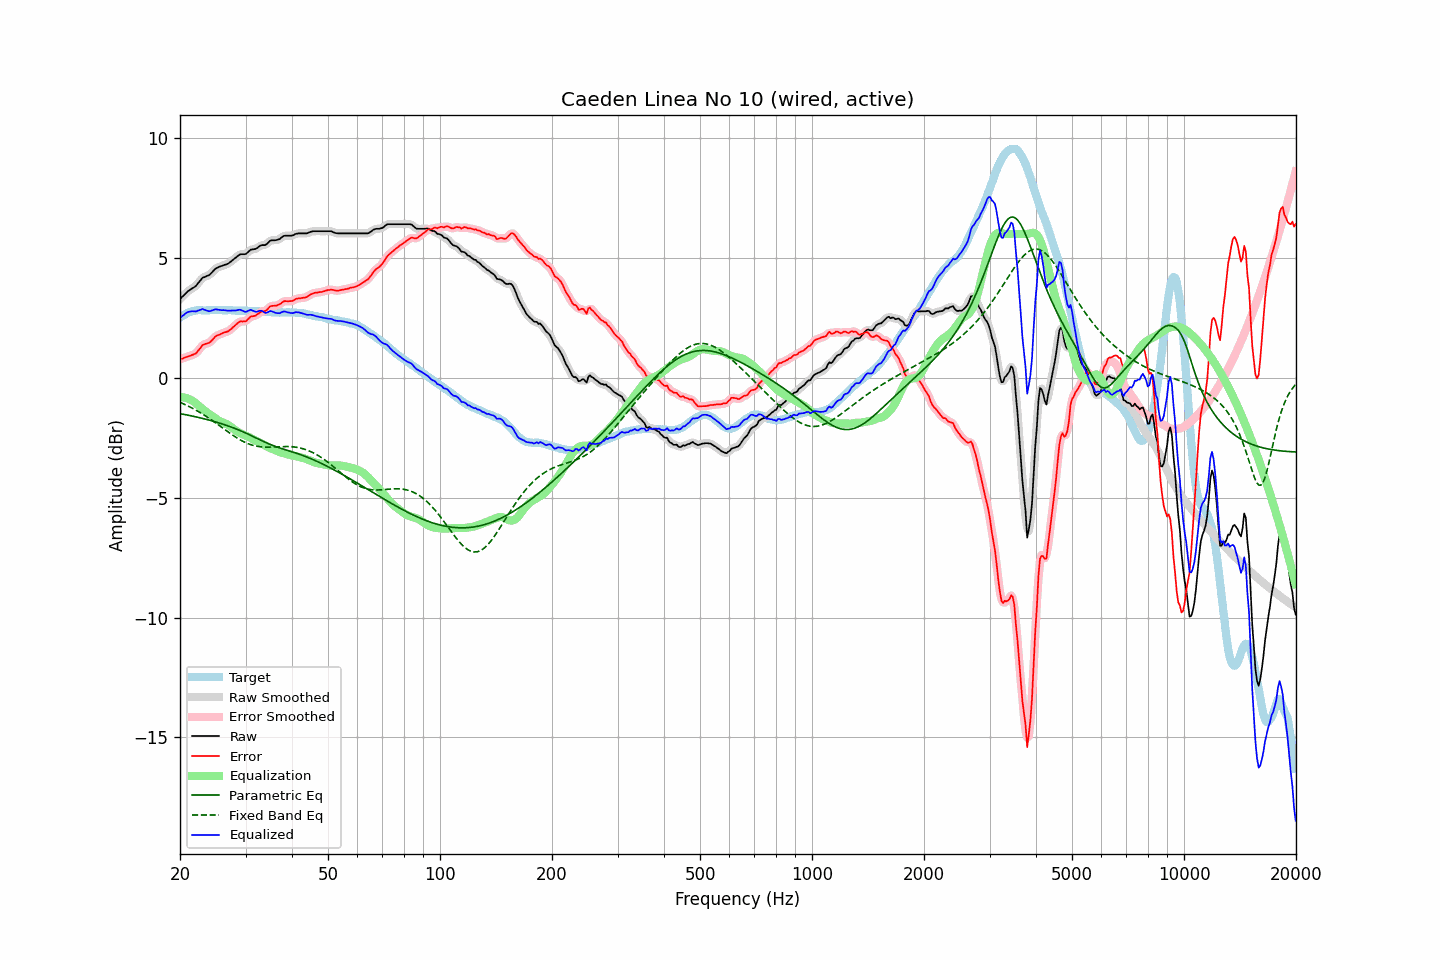 Caeden Linea No 10 (wired, active)
10
5
0
−5
−10
−15
Amplitude (dBr)
Target
Raw Smoothed
Error Smoothed
Raw
Error
Equalization
Parametric Eq
Fixed Band Eq
Equalized
20 50 100 200 500 1000 2000 5000 10000 20000
Frequency (Hz)